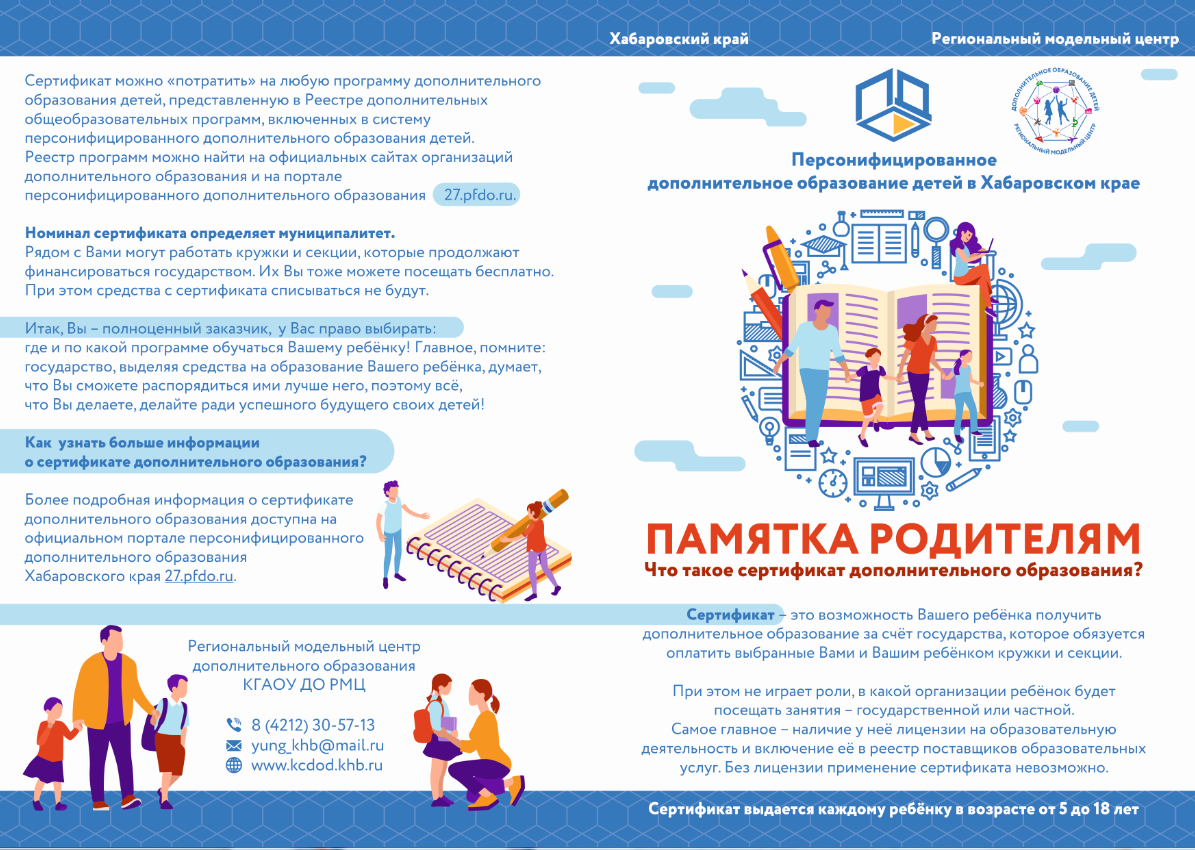 Сертификат можно «потратить» на любую программу дополнительного
образования детей, представленную в Реестре дополнительных
общеобразовательных программ, включенных в систему
персонифицированного дополнительного образования детей.
Реестр программ можно найти на официальных сайтах организаций
дополнительного образования и на портале
персонифицированного дополнительного образования 27.pfdo.ru.
Номинал сертификата определяет муниципалитет.
Рядом с Вами могут работать кружки и секции, которые продолжают
финансироваться государством. Их Вы тоже можете посещать бесплатно.
При этом средства с сертификата списываться не будут.
Итак, Вы – полноценный заказчик, у Вас право выбирать:
где и по какой программе обучаться Вашему ребёнку! Главное, помните:
государство, выделяя средства на образование Вашего ребёнка, думает,
что Вы сможете распорядиться ими лучше него, поэтому всё,
что Вы делаете, делайте ради успешного будущего своих детей!
Как узнать больше информации
о сертификате дополнительного образования?
Более подробная информация о сертификате
дополнительного образования доступна на
официальном портале персонифицированного
дополнительного образования
Хабаровского края 27.pfdo.ru.
Региональный модельный центр
дополнительного образования
КГАОУ ДО РМЦ
8 (4212) 30-57-13
yung_khb@mail.ru
www.kcdod.khb.ru
Хабаровский край
Региональный модельный центр
ДОПОЛНИТЕЛЬНОЕ ОБРАЗОВАНИЕ ДЕТЕЙ
РЕГИОНАЛЬНЫЙ МОДЕЛЬНЫЙ ЦЕНТР
Персонифицированное
дополнительное образование детей в Хабаровском крае
ПАМЯТКА РОДИТЕЛЯМ
Что такое сертификат дополнительного образования?
Сертификат – это возможность Вашего ребёнка получить
дополнительное образование за счёт государства, которое обязуется
оплатить выбранные Вами и Вашим ребёнком кружки и секции.
При этом не играет роли, в какой организации ребёнок будет
посещать занятия – государственной или частной.
Самое главное – наличие у неё лицензии на образовательную
деятельность и включение её в реестр поставщиков образовательных
услуг. Без лицензии применение сертификата невозможно.
Сертификат выдается каждому ребёнку в возрасте от 5 до 18 лет